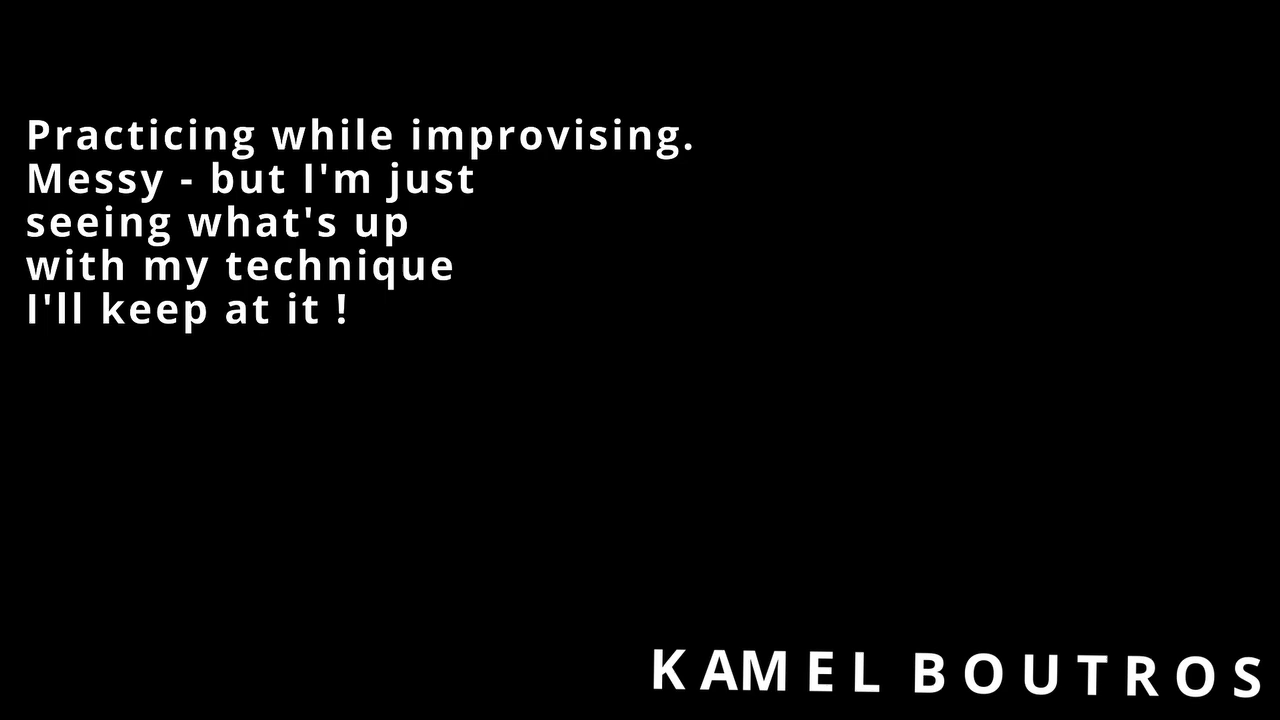 Practicing while improvising.
Messy - but I'm just
seeing what's up
with my technique
I'll keep at it !
KAMEL BOUTROS